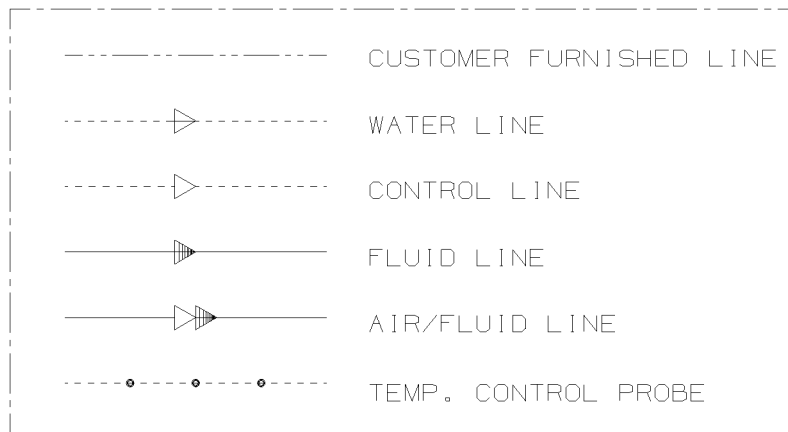 CUSTOMER FURNISHED LINE
WATER LINE
CONTROL LINE
FLUID LINE
AIR/FLUID LINE
TEMP. CONTROL PROBE